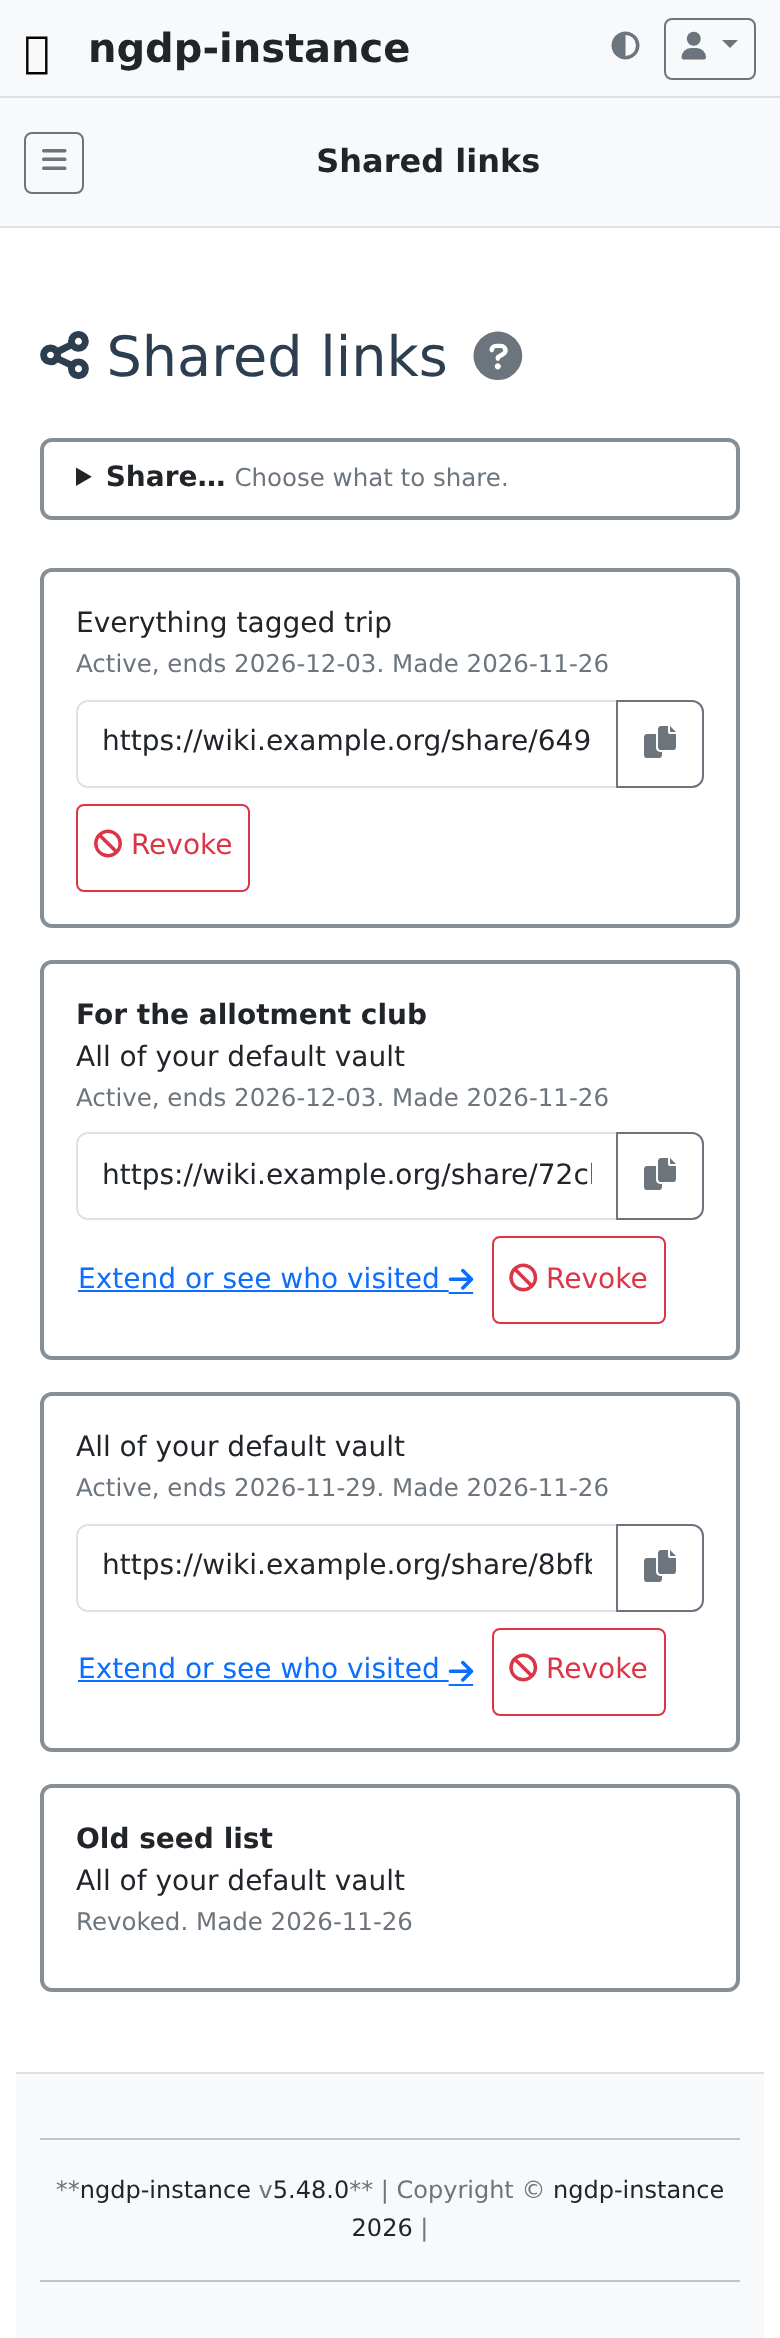 ngdp-instance
Shared links
Shared links ?
Share... Choose what to share.
Everything tagged trip
Active, ends 2026-12-03. Made 2026-11-26
https://wiki.example.org/share/649
Revoke
For the allotment club
All of your default vault
Active, ends 2026-12-03. Made 2026-11-26
https://wiki.example.org/share/72c
Extend or see who visited →
Revoke
All of your default vault
Active, ends 2026-11-29. Made 2026-11-26
https://wiki.example.org/share/8bf
Extend or see who visited →
Revoke
Old seed list
All of your default vault
Revoked. Made 2026-11-26
**ngdp-instance v5.48.0** | Copyright © ngdp-instance
2026 |